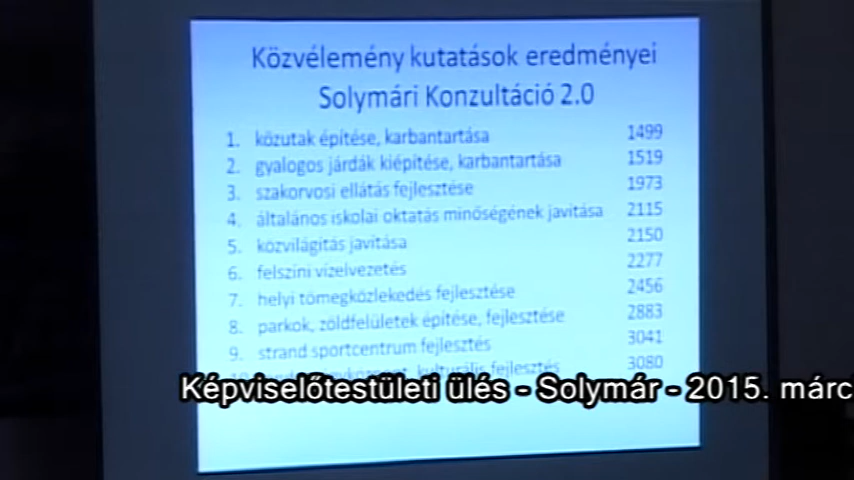 Közvélemény kutatások eredményei
Solymári Konzultáció 2.0
1. közutak építése, karbantartása 1499
2. gyalogos járdák kiépítése, karbantartása 1519
3. szakorvosi ellátás fejlesztése 1973
4. általános iskolai oktatás minőségének javítása 2115
5. közvilágítás javítása 2150
6. felszíni vízelvezetés 2277
7. helyi tömegközlekedés fejlesztése 2456
8. parkok, zöldfelületek építése, fejlesztése 2883
9. strand sportcentrum fejlesztés 3041
10. kulturális fejlesztés 3080
Képviselőtestületi ülés - Solymár - 2015. márc